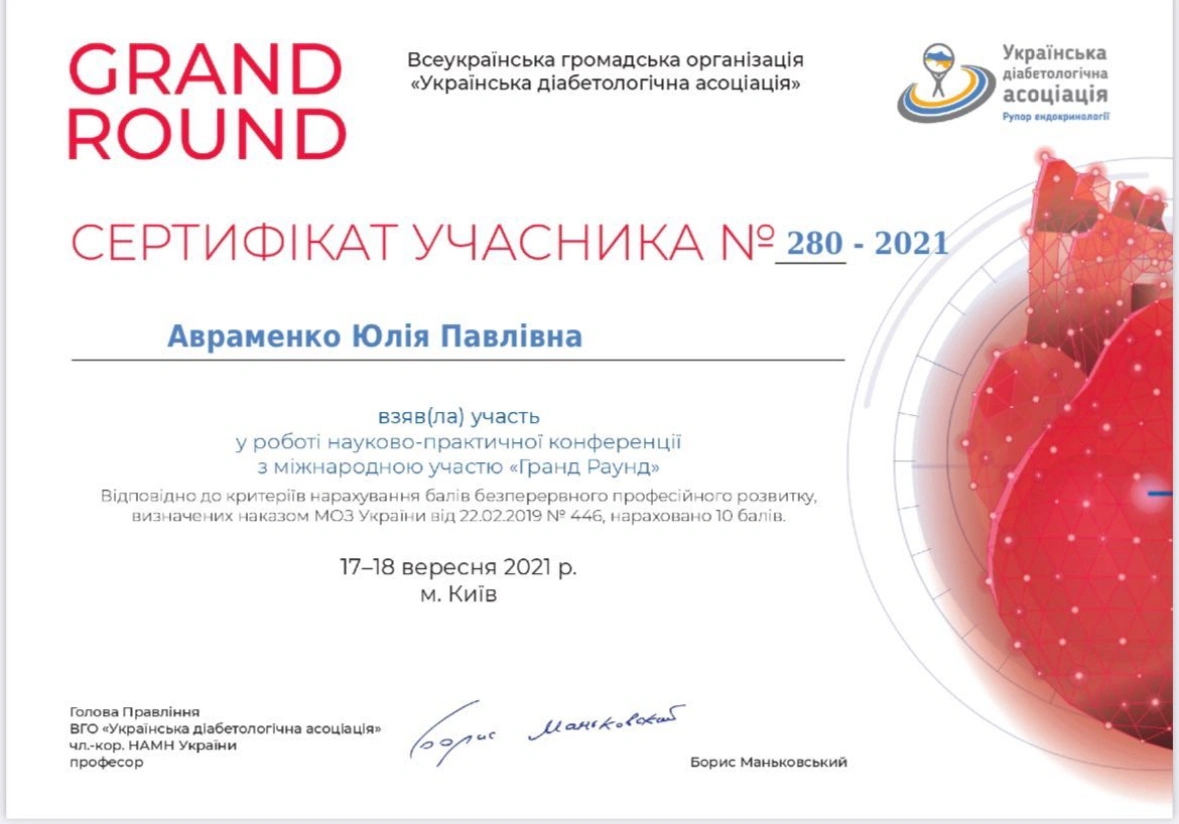 GRAND
ROUND
Всеукраїнська громадська організація
«Українська діабетологічна асоціація»
Українська
діабетологічна
асоціація
Рупор ендокринології
СЕРТИФІКАТ УЧАСНИКА № 280 - 2021
Авраменко Юлія Павлівна
взяв(ла) участь
у роботі науково-практичної конференції
з міжнародною участю «Гранд Раунд»
Відповідно до критеріїв нарахування балів безперервного професійного розвитку,
визначених наказом МОЗ України від 22.02.2019 № 446, нараховано 10 балів.
17–18 вересня 2021 р.
м. Київ
Голова Правління
ВГО «Українська діабетологічна асоціація»
чл.-кор. НАМН України
професор
Борис Маньковский
Борис Маньковський